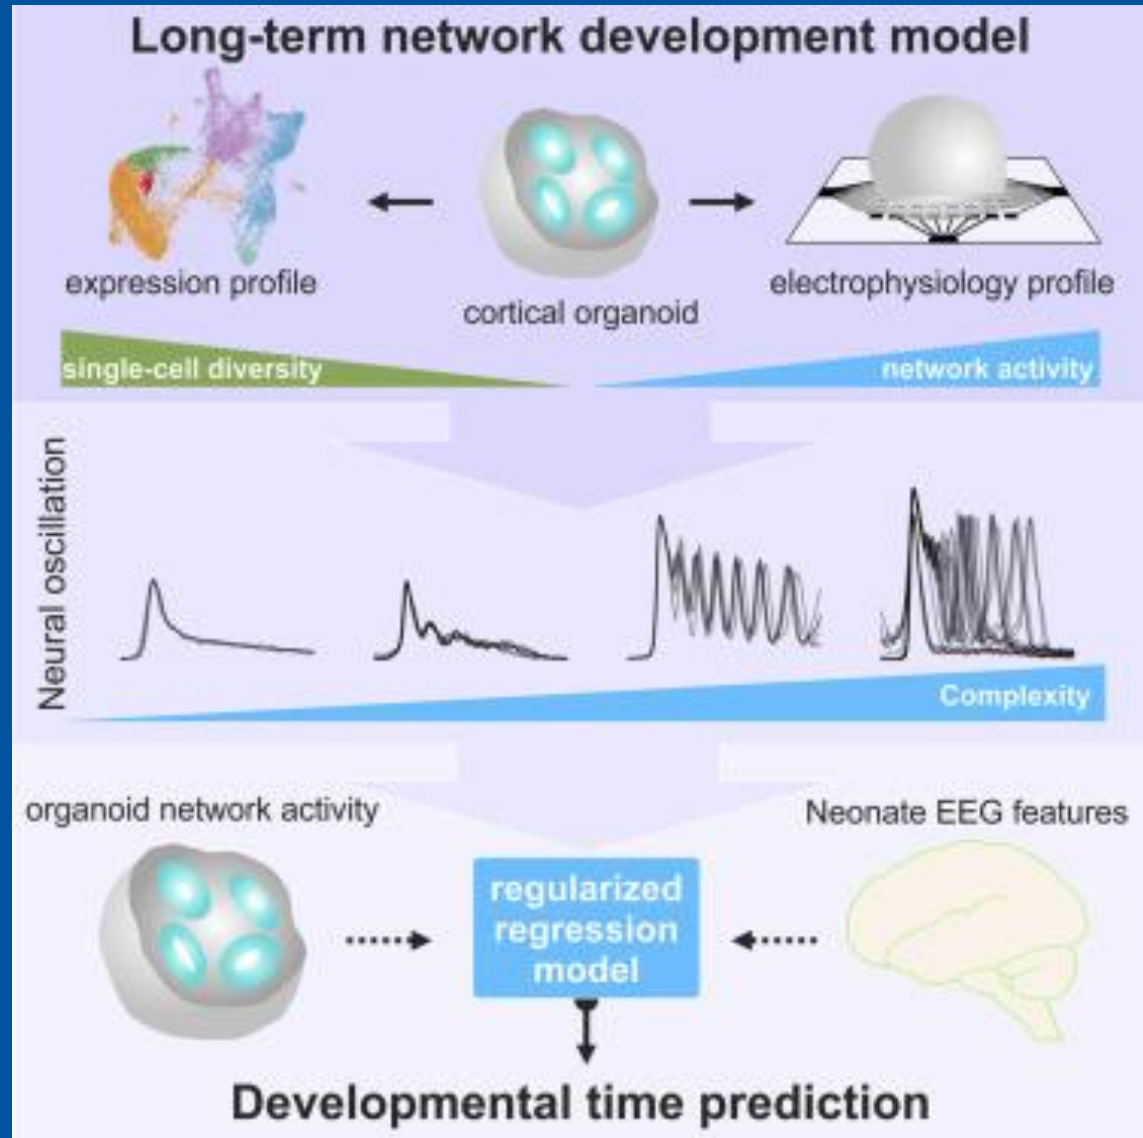 Long-term network development model
expression profile
cortical organoid
electrophysiology profile
single-cell diversity
network activity
Neural oscillation
Complexity
organoid network activity
Neonate EEG features
regularized
regression
model
Developmental time prediction